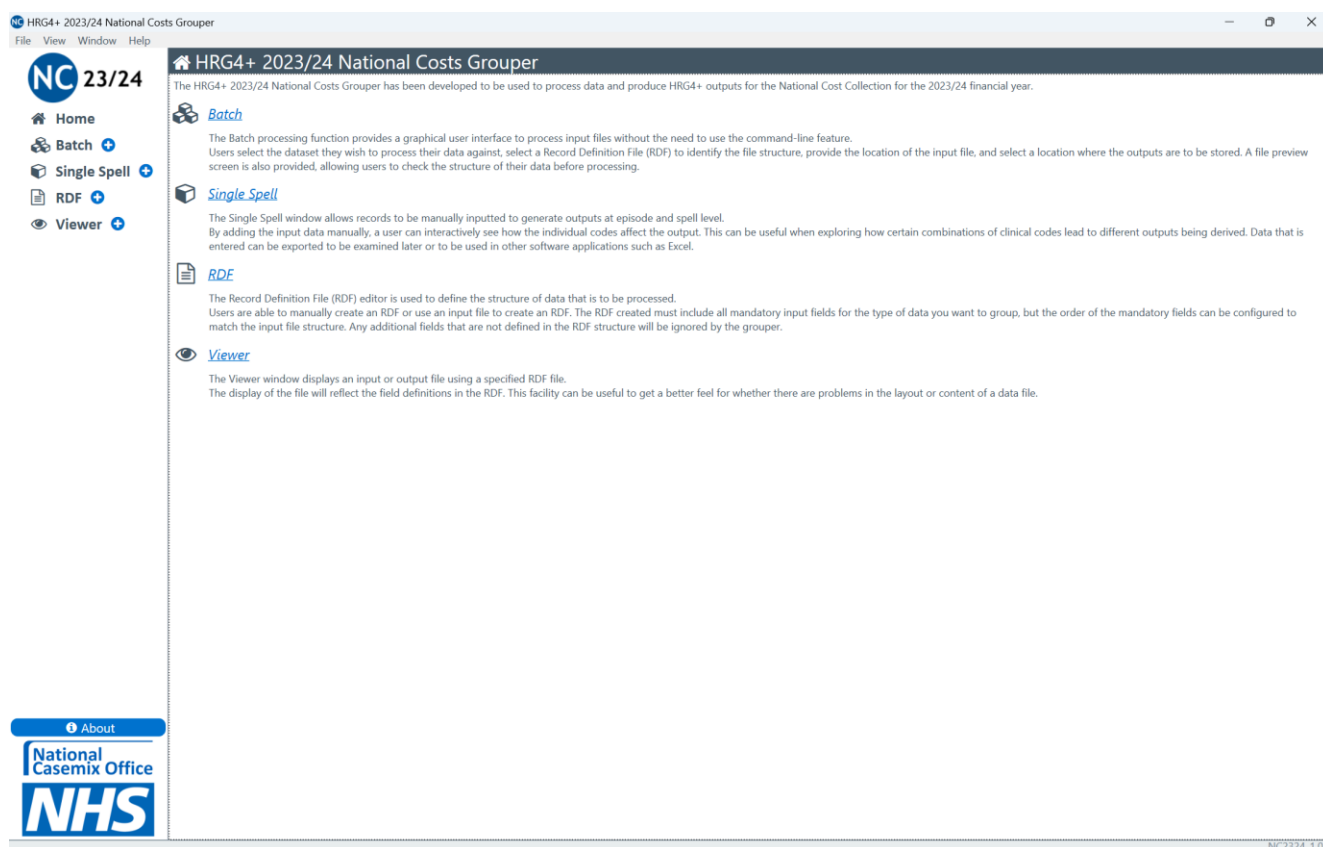 HRG4+ 2023/24 National Costs Grouper
File View Window Help
NC 23/24
Home
Batch
Single Spell
RDF
Viewer
HRG4+ 2023/24 National Costs Grouper
The HRG4+ 2023/24 National Costs Grouper has been developed to be used to process data and produce HRG4+ outputs for the National Cost Collection for the 2023/24 financial year.
Batch
The Batch processing function provides a graphical user interface to process input files without the need to use the command-line feature.
Users select the dataset they wish to process their data against, select a Record Definition File (RDF) to identify the file structure, provide the location of the input file, and select a location where the outputs are to be stored. A file preview
screen is also provided, allowing users to check the structure of their data before processing.
Single Spell
The Single Spell window allows records to be manually inputted to generate outputs at episode and spell level.
By adding the input data manually, a user can interactively see how the individual codes affect the output. This can be useful when exploring how certain combinations of clinical codes lead to different outputs being derived. Data that is
entered can be exported to be examined later or to be used in other software applications such as Excel.
RDF
The Record Definition File (RDF) editor is used to define the structure of data that is to be processed.
Users are able to manually create an RDF or use an input file to create an RDF. The RDF created must include all mandatory input fields for the type of data you want to group, but the order of the mandatory fields can be configured to
match the input file structure. Any additional fields that are not defined in the RDF structure will be ignored by the grouper.
Viewer
The Viewer window displays an input or output file using a specified RDF file.
The display of the file will reflect the field definitions in the RDF. This facility can be useful to get a better feel for whether there are problems in the layout or content of a data file.
About
National
Casemix Office
NHS
NC2324_1.0